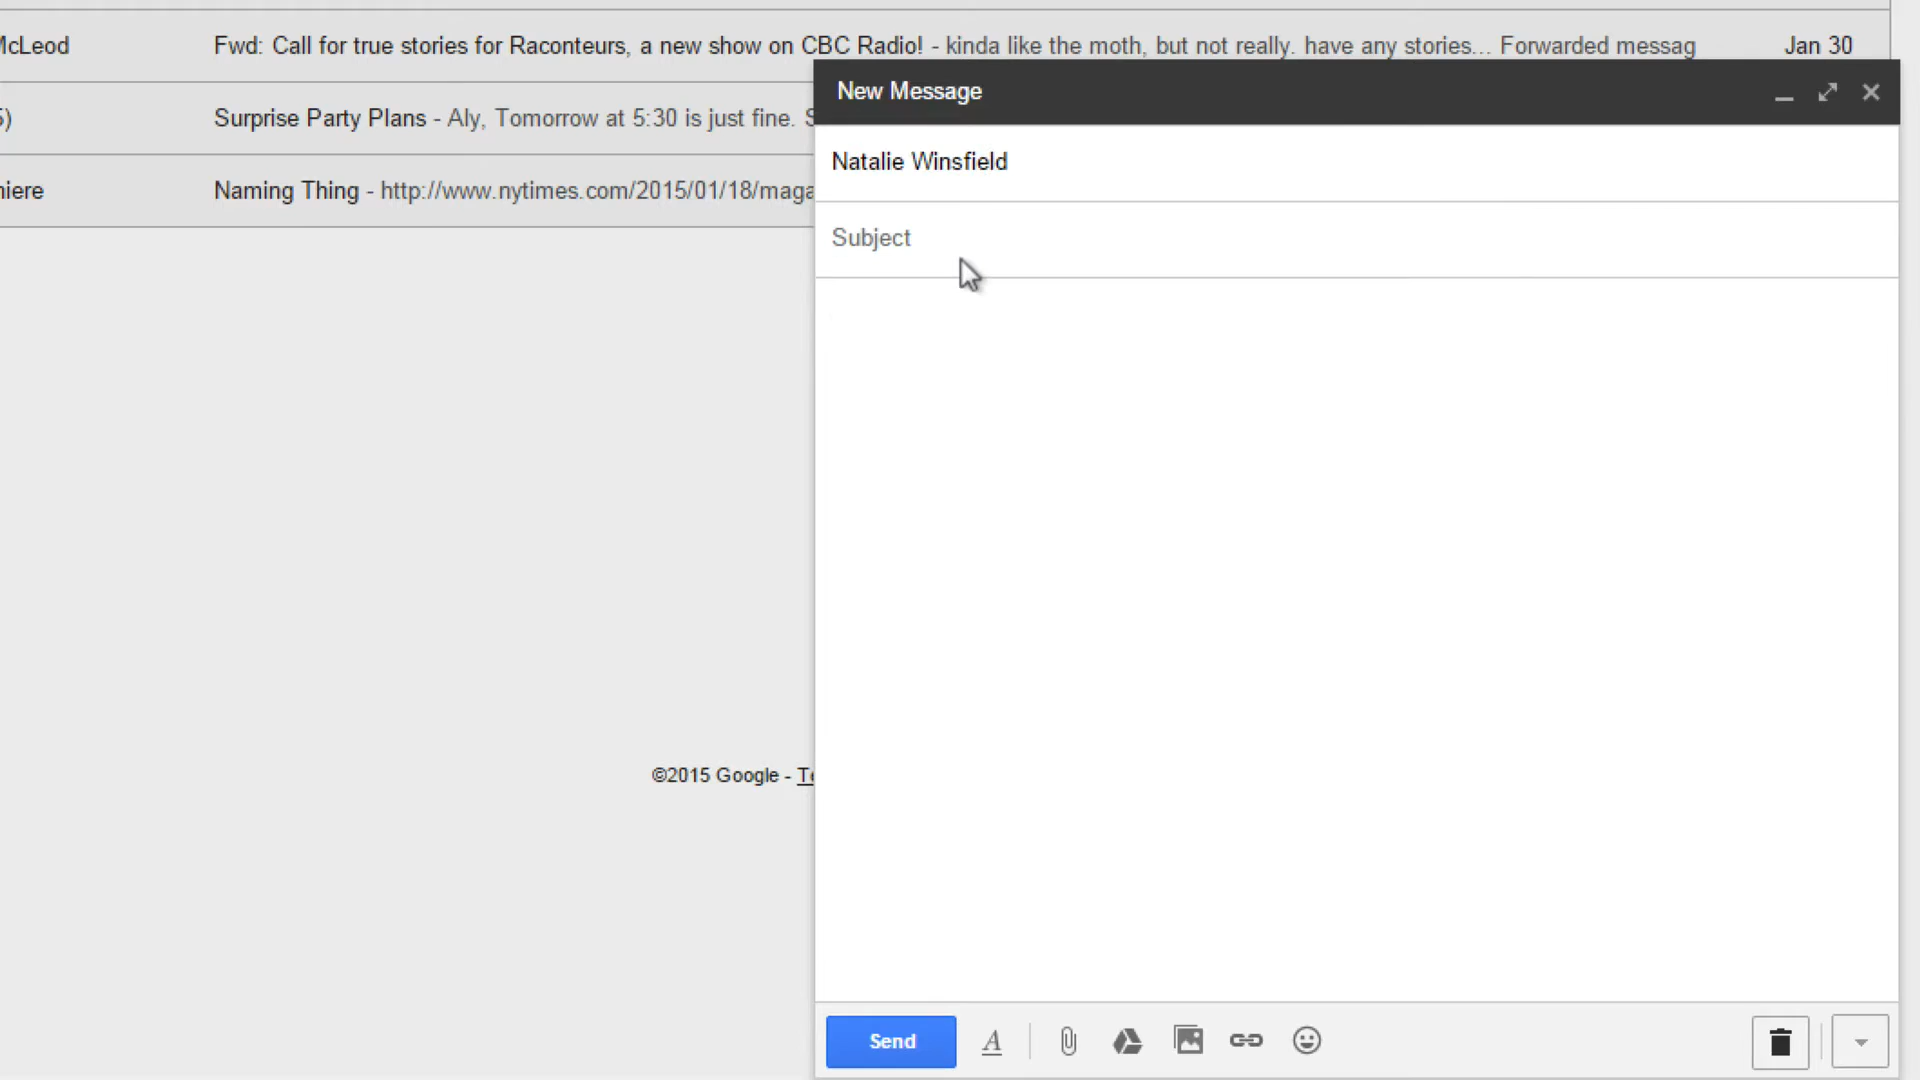 McLeod Fwd: Call for true stories for Raconteurs, a new show on CBC Radio! - kinda like the moth, but not really. have any stories... Forwarded messag Jan 30
5) Surprise Party Plans - Aly, Tomorrow at 5:30 is just fine. S
niere Naming Thing - http://www.nytimes.com/2015/01/18/maga
©2015 Google - Te
New Message
Natalie Winsfield
Subject
Send
A